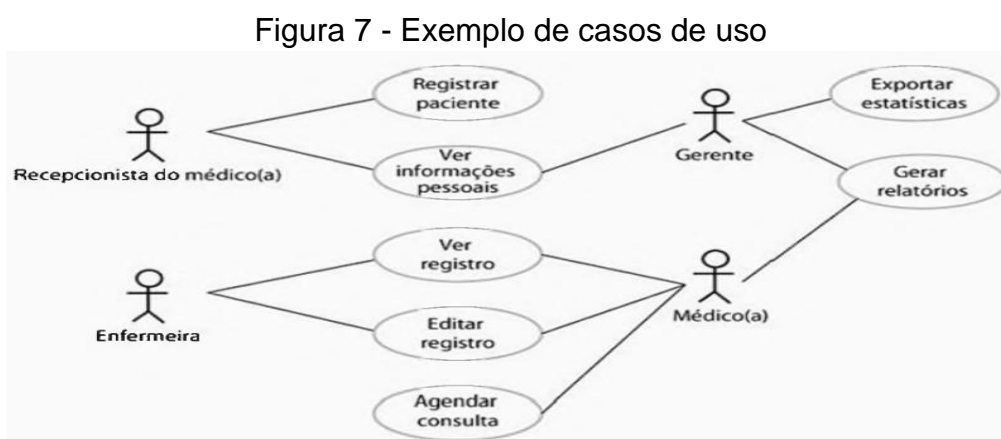 Figura 7 - Exemplo de casos de uso
Registrar
paciente
Exportar
estatísticas
Recepcionista do médico(a)
Ver
informações
pessoais
Gerente
Gerar
relatórios
Ver
registro
Enfermeira
Editar
registro
Médico(a)
Agendar
consulta